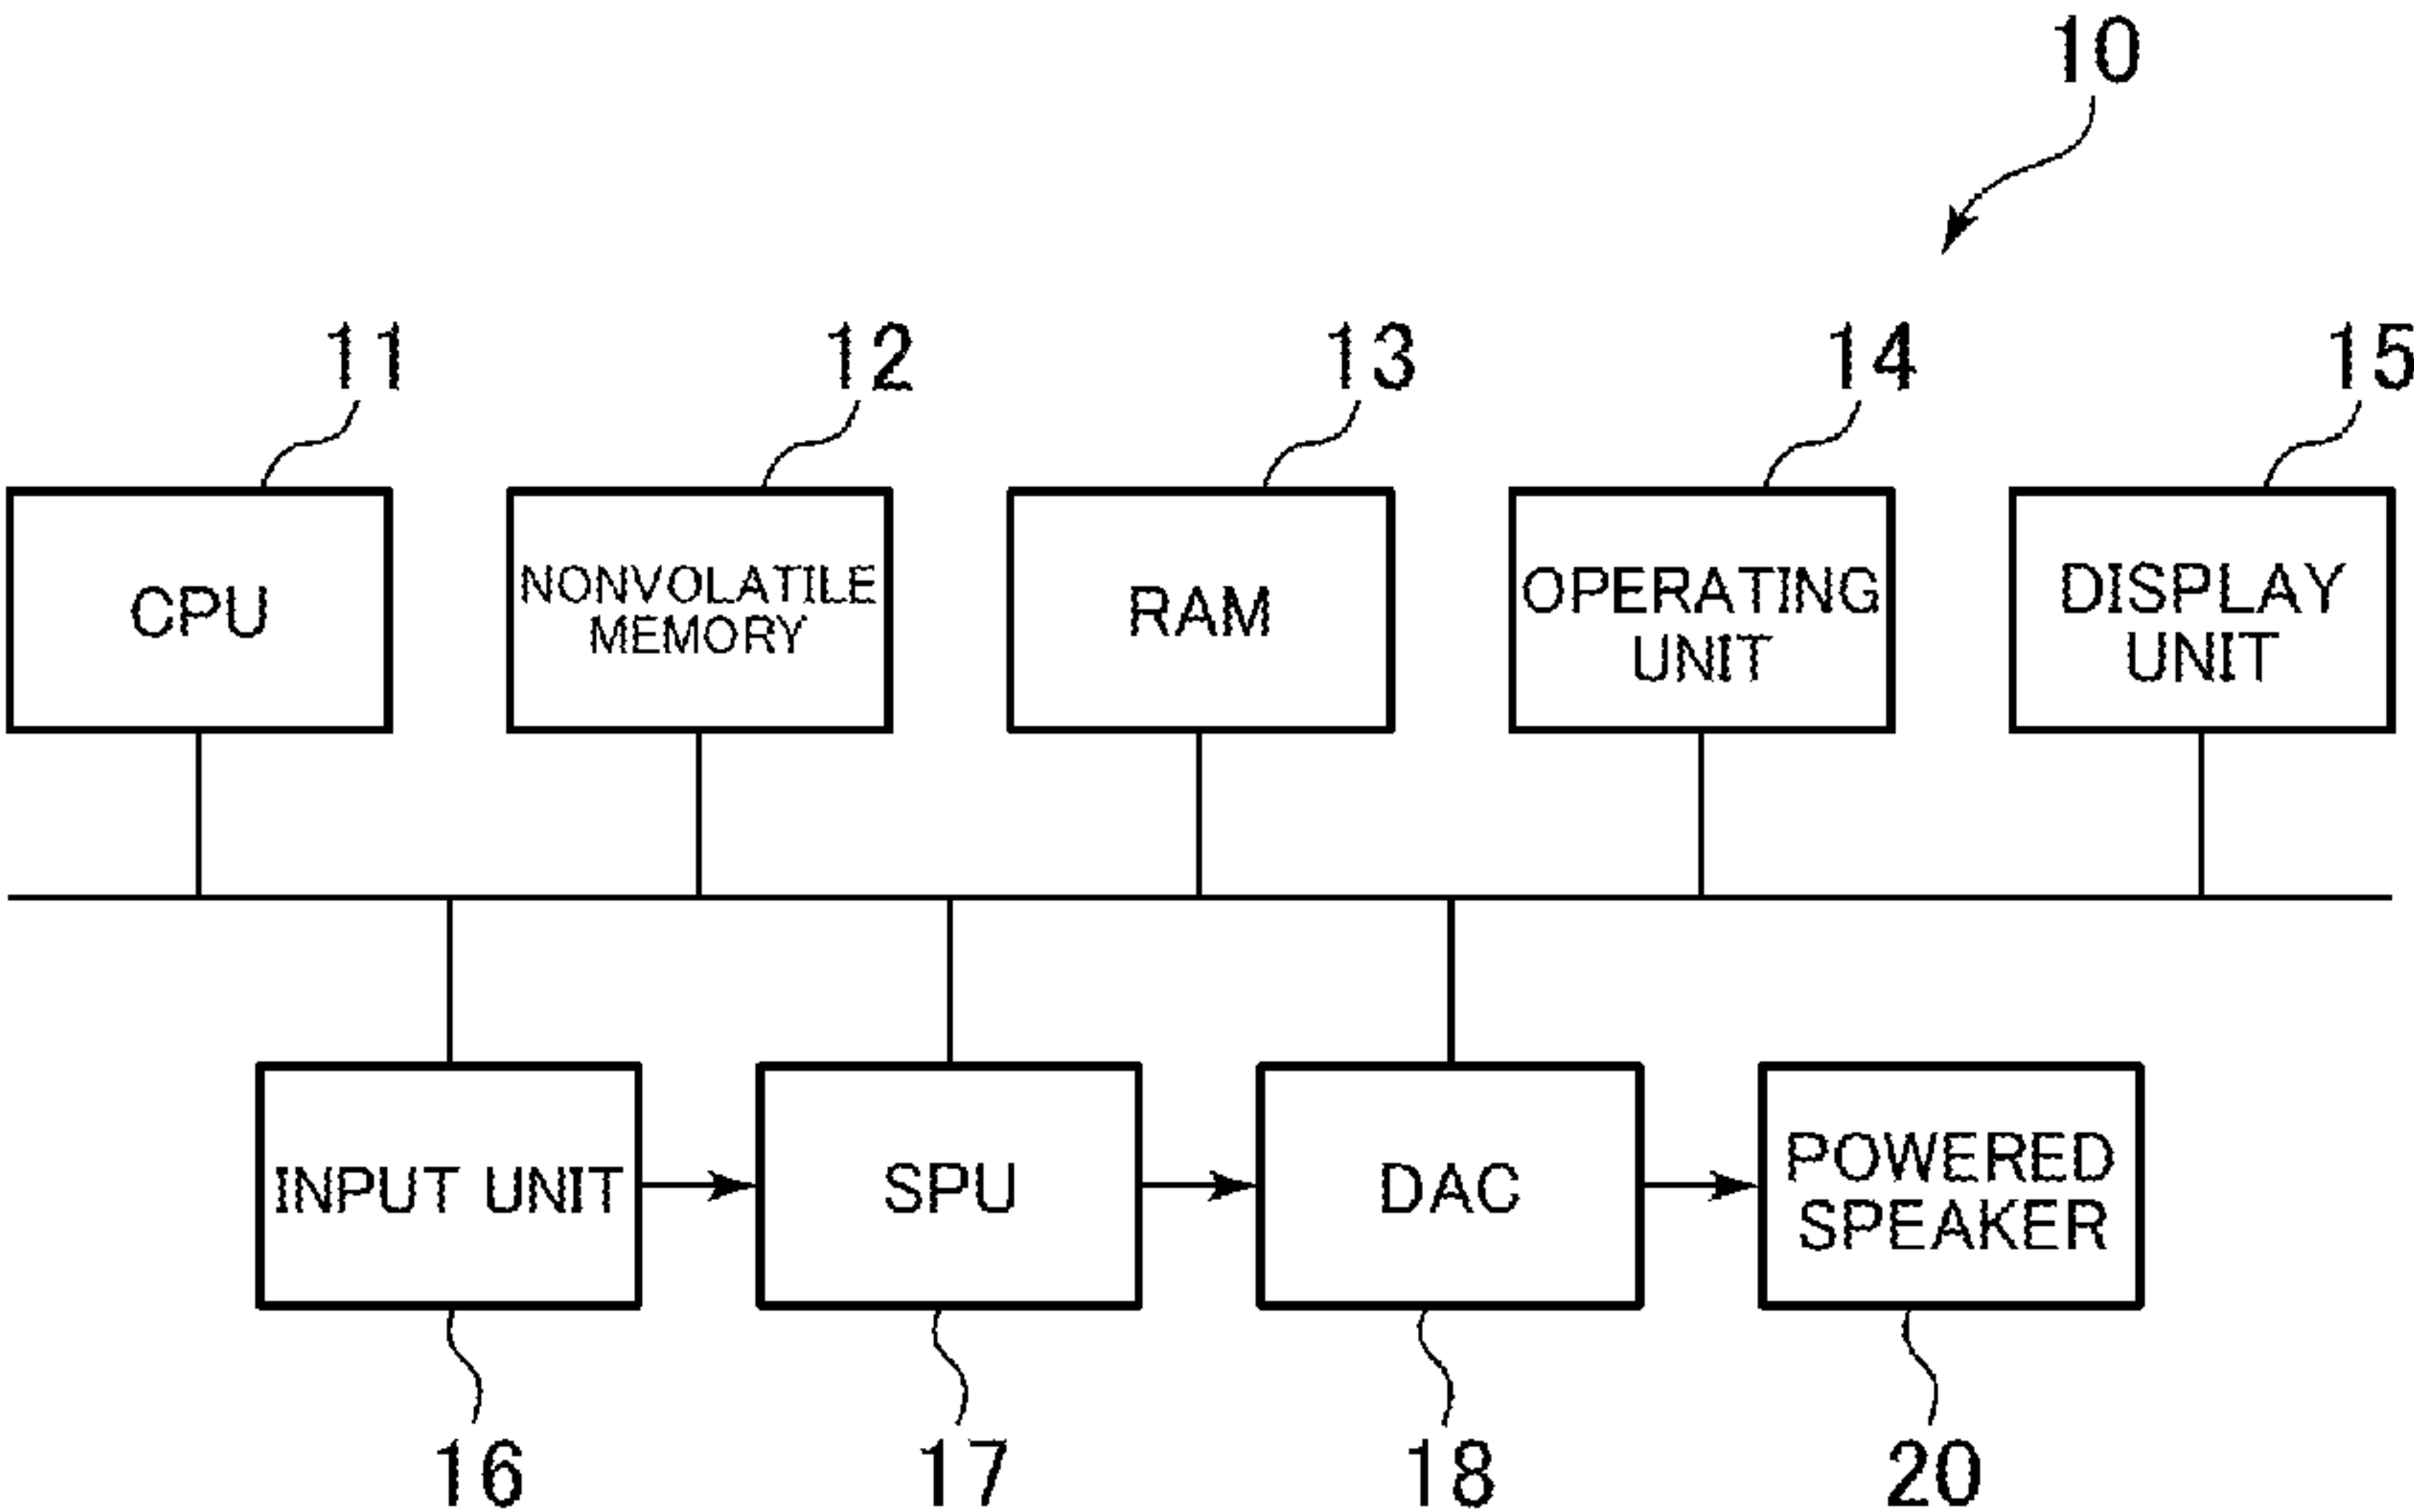 10
11
12
13
14
15
CPU
NONVOLATILE
MEMORY
RAM
OPERATING
UNIT
DISPLAY
UNIT
INPUT UNIT
SPU
DAC
POWERED
SPEAKER
16
17
18
20